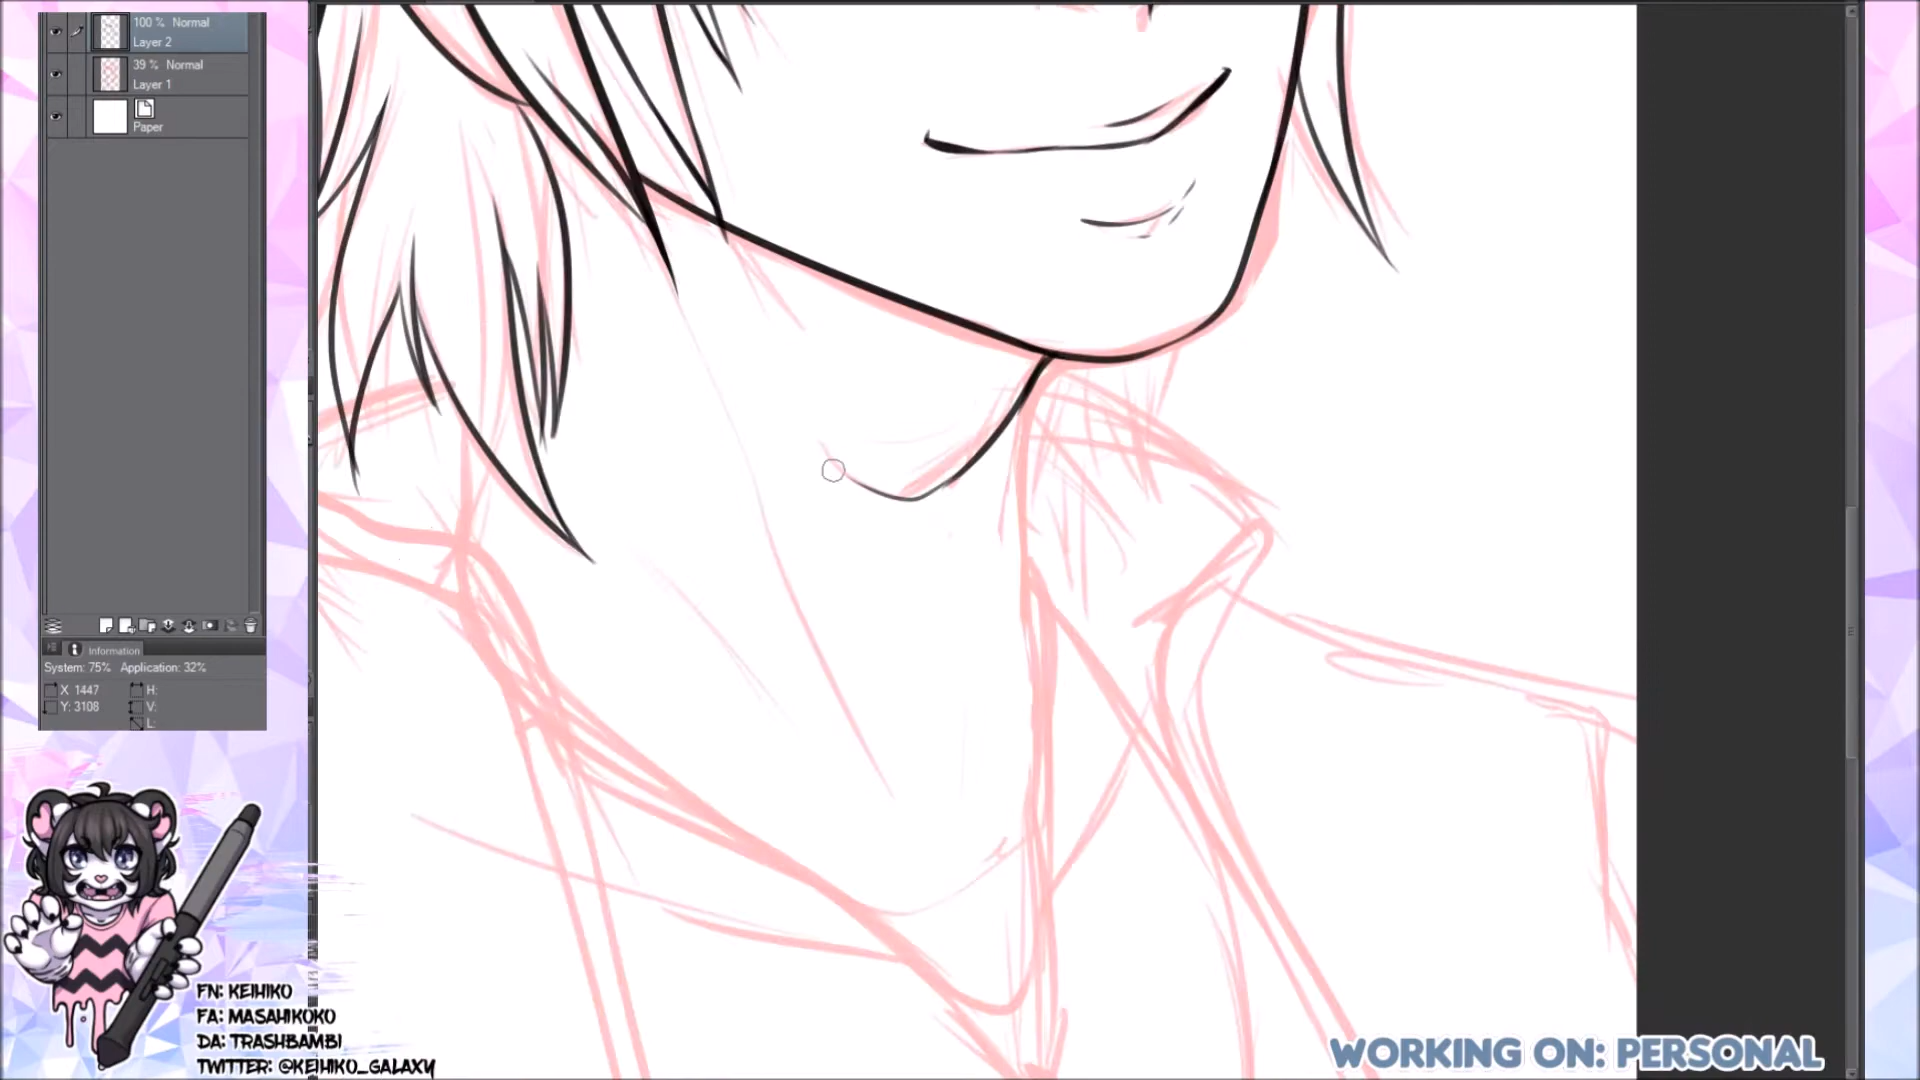 100 % Normal
Layer 2
39 % Normal
Layer 1
Paper
Information
System: 75% Application: 32%
X 1447 H:
Y: 3108 V:
L:
FN: KEIHIKO
FA: MASAHIKOKO
DA: TRASHBAMBI
TWITTER: @KEIHIKO_GALAXY
WORKING ON: PERSONAL